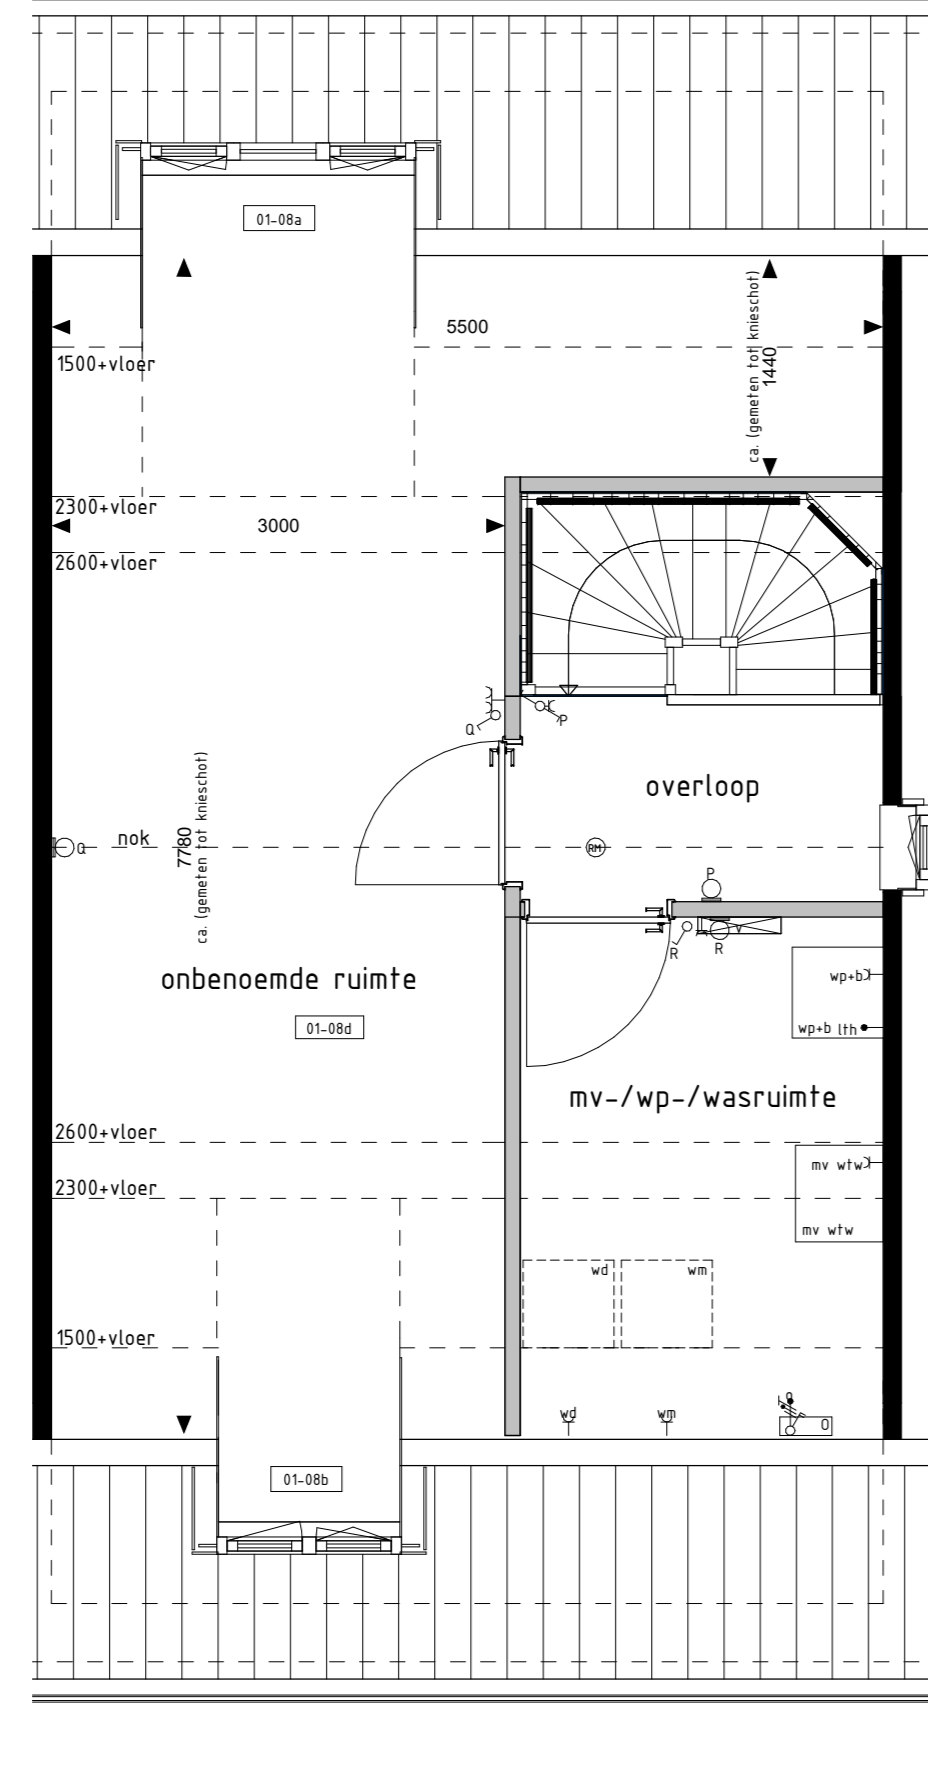 01-08a
5500
1500+vloer
ca. (gemeten tot knieschot)
1440
2300+vloer
3000
2600+vloer
Q
P
overloop
nok
Q
7780
ca. (gemeten tot knieschot)
RM
P
V
R
R
onbenoemde ruimte
01-08d
wp+b
wp+b lth
mv-/wp-/wasruimte
2600+vloer
mv wtw
2300+vloer
mv wtw
wd
wm
1500+vloer
wd
wm
O
01-08b